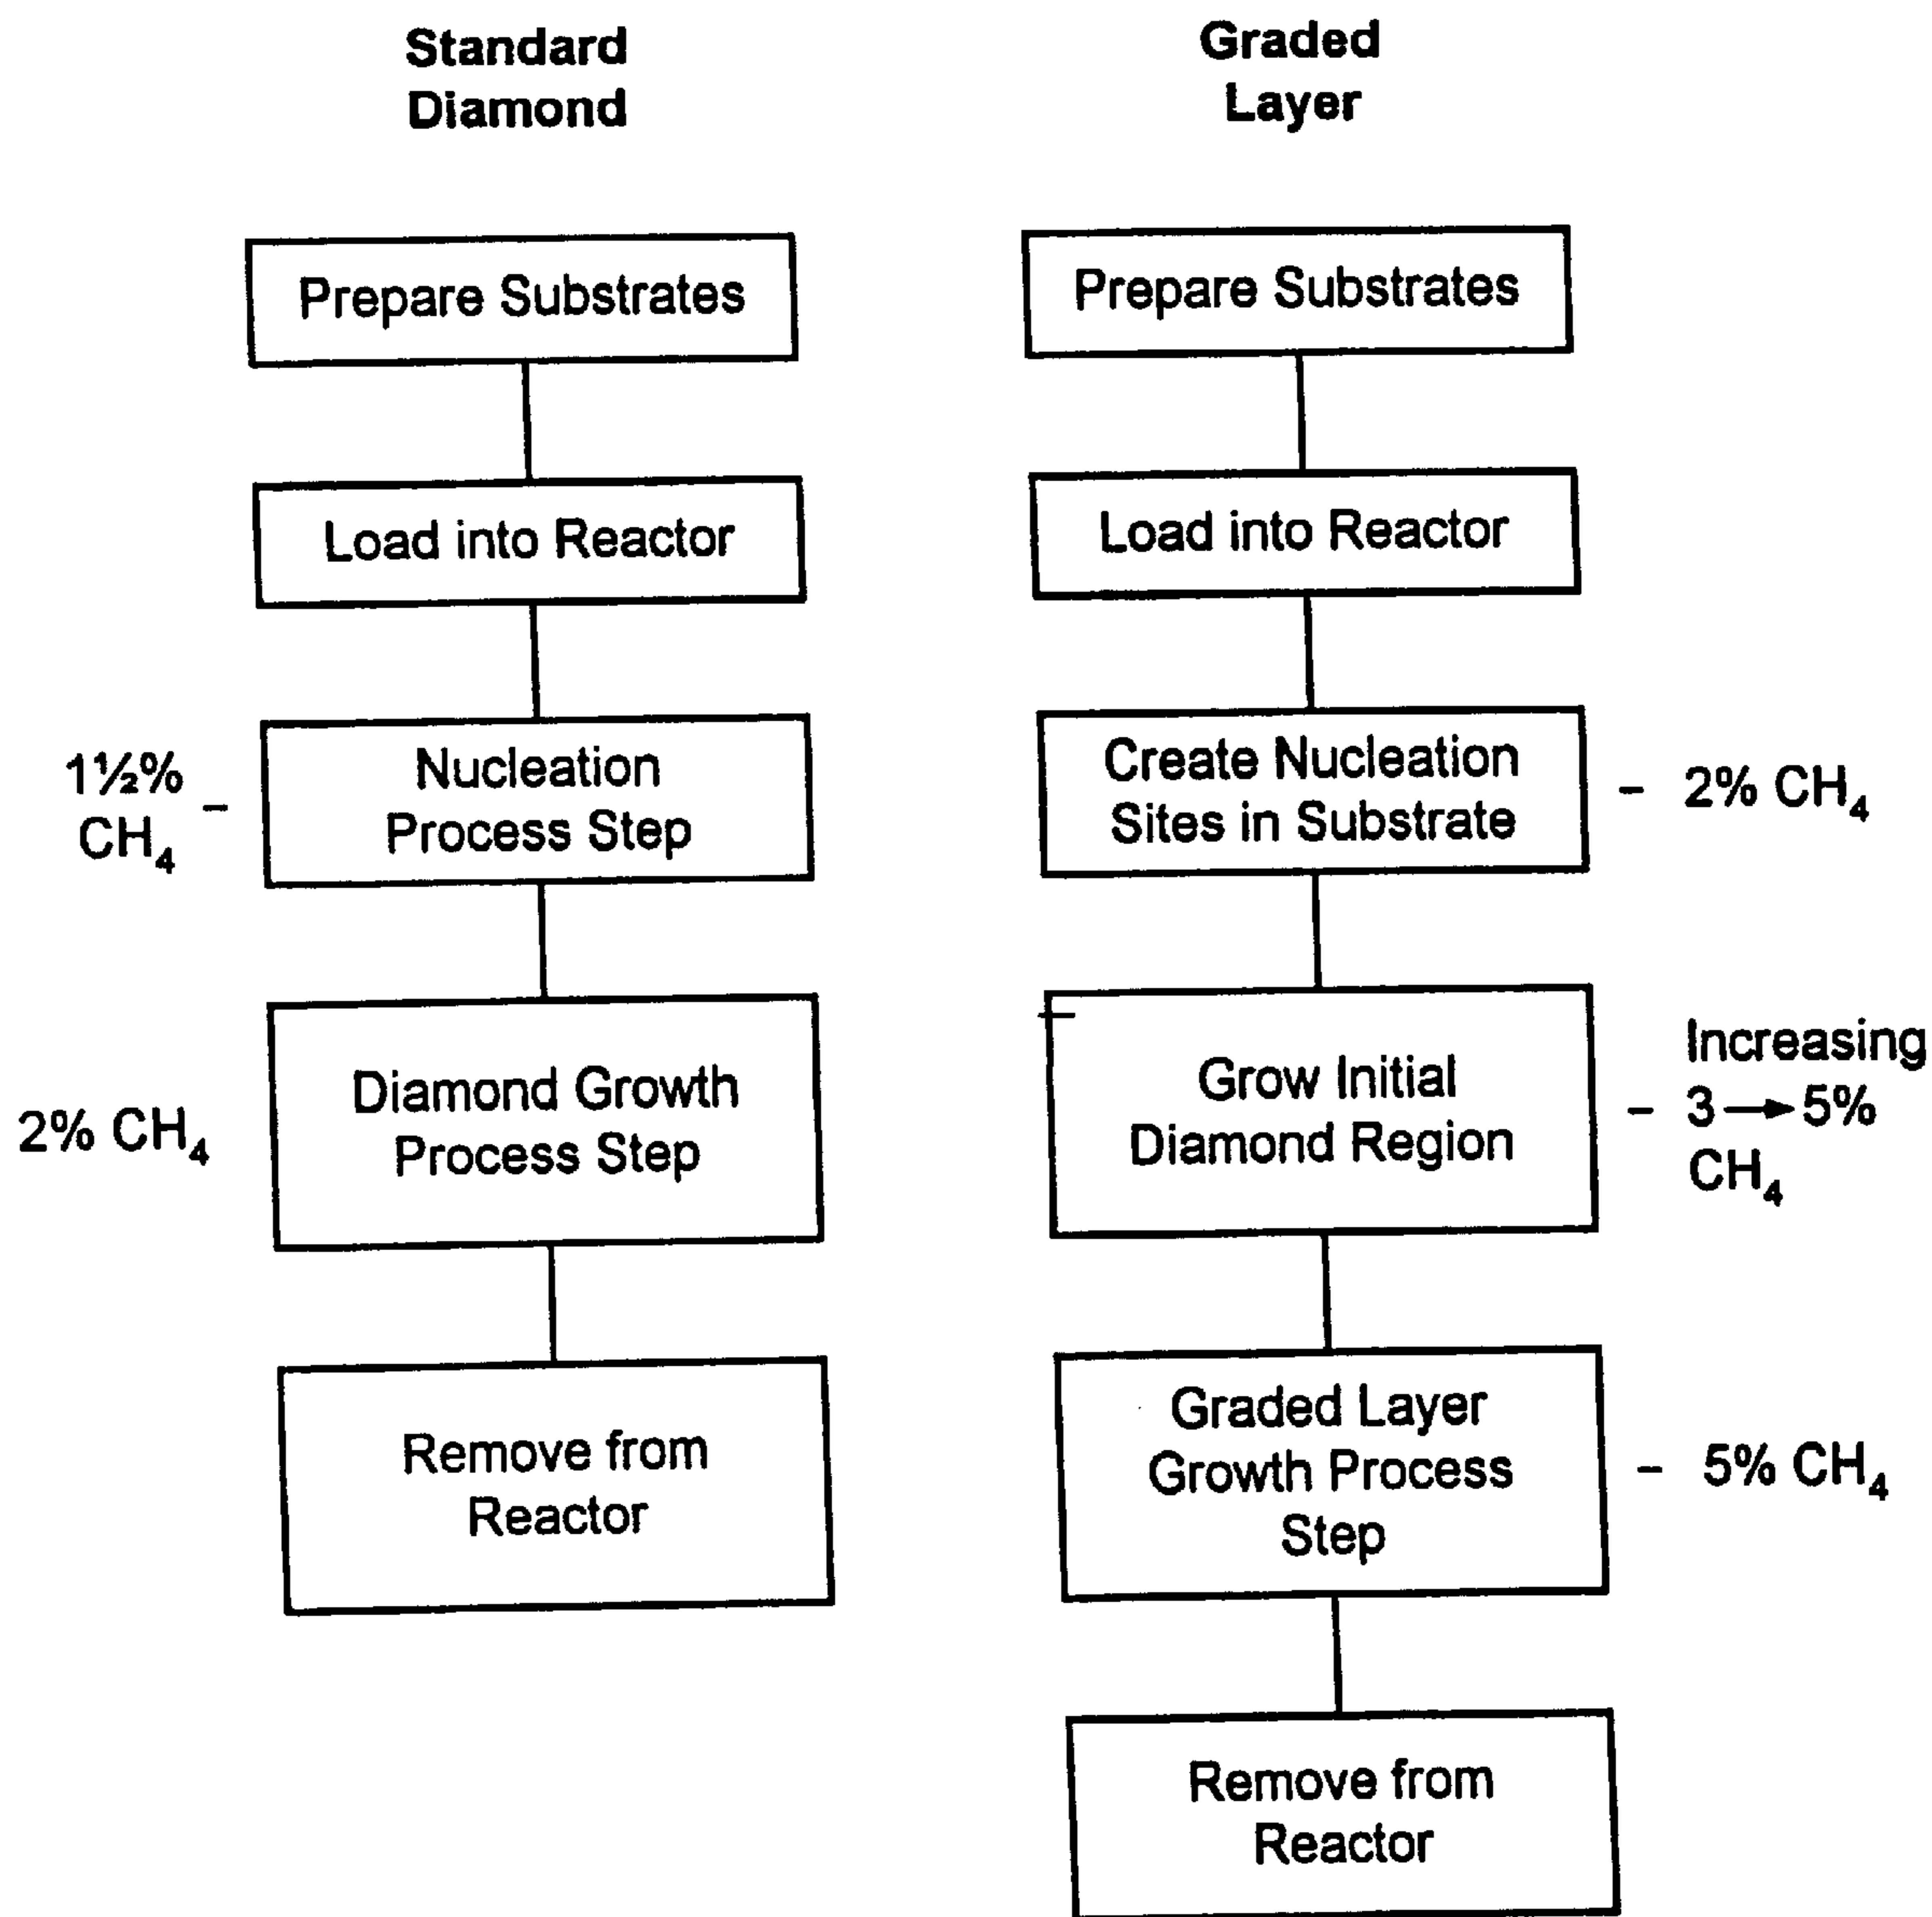 Standard
Diamond
Prepare Substrates
Load into Reactor
1½%
CH₄ –
Nucleation
Process Step
2% CH₄
Diamond Growth
Process Step
Remove from
Reactor
Graded
Layer
Prepare Substrates
Load into Reactor
Create Nucleation
Sites in Substrate
– 2% CH₄
Grow Initial
Diamond Region
Increasing
– 3 → 5%
CH₄
Graded Layer
Growth Process
Step
– 5% CH₄
Remove from
Reactor